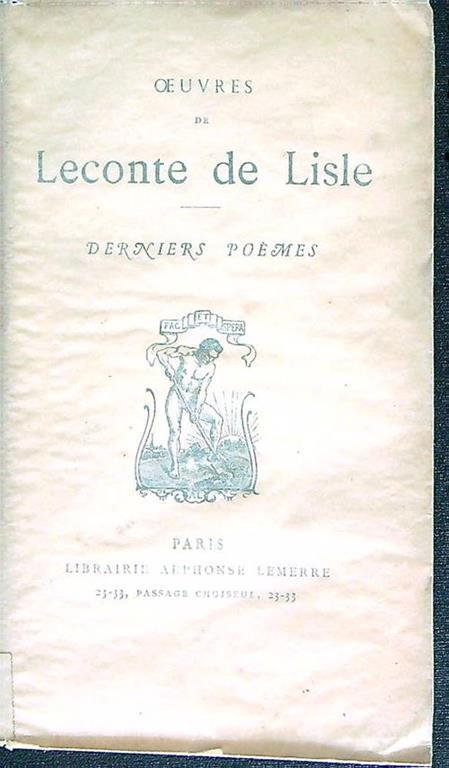 ŒUVRES
DE
Leconte de Lisle
DERNIERS POÈMES
FAC ET SPERA
PARIS
LIBRAIRIE ALPHONSE LEMERRE
23-33, PASSAGE CHOISEUL, 23-33